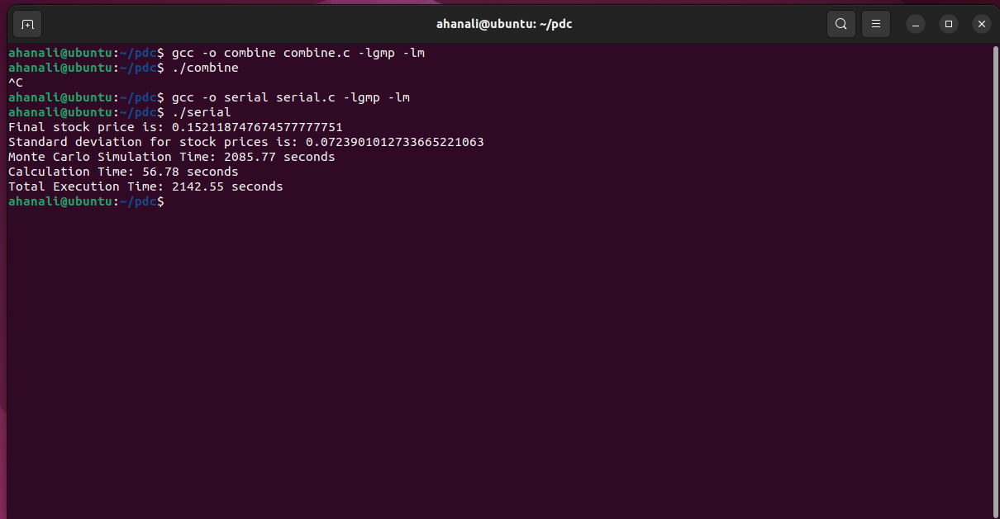 ahanali@ubuntu: ~/pdc
ahanali@ubuntu:~/pdc$ gcc -o combine combine.c -lgmp -lm
ahanali@ubuntu:~/pdc$ ./combine
^C
ahanali@ubuntu:~/pdc$ gcc -o serial serial.c -lgmp -lm
ahanali@ubuntu:~/pdc$ ./serial
Final stock price is: 0.152118747674577777751
Standard deviation for stock prices is: 0.0723901012733665221063
Monte Carlo Simulation Time: 2085.77 seconds
Calculation Time: 56.78 seconds
Total Execution Time: 2142.55 seconds
ahanali@ubuntu:~/pdc$